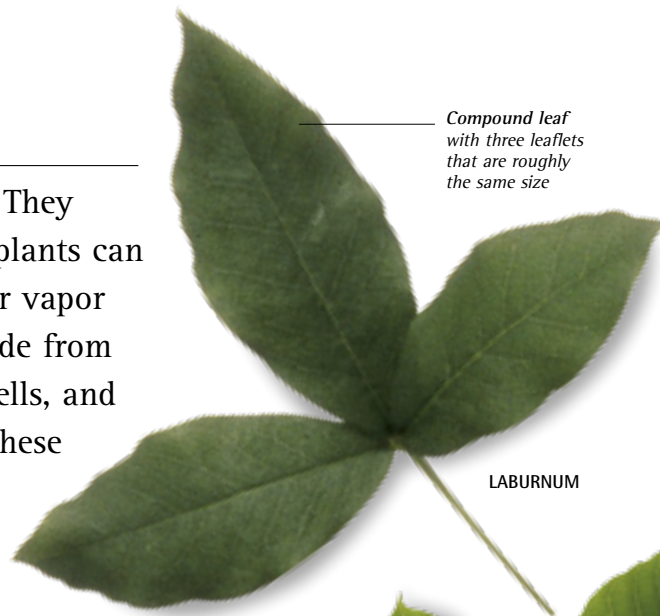 They
plants can
r vapor
de from
ells, and
hese
Compound leaf
with three leaflets
that are roughly
the same size
LABURNUM